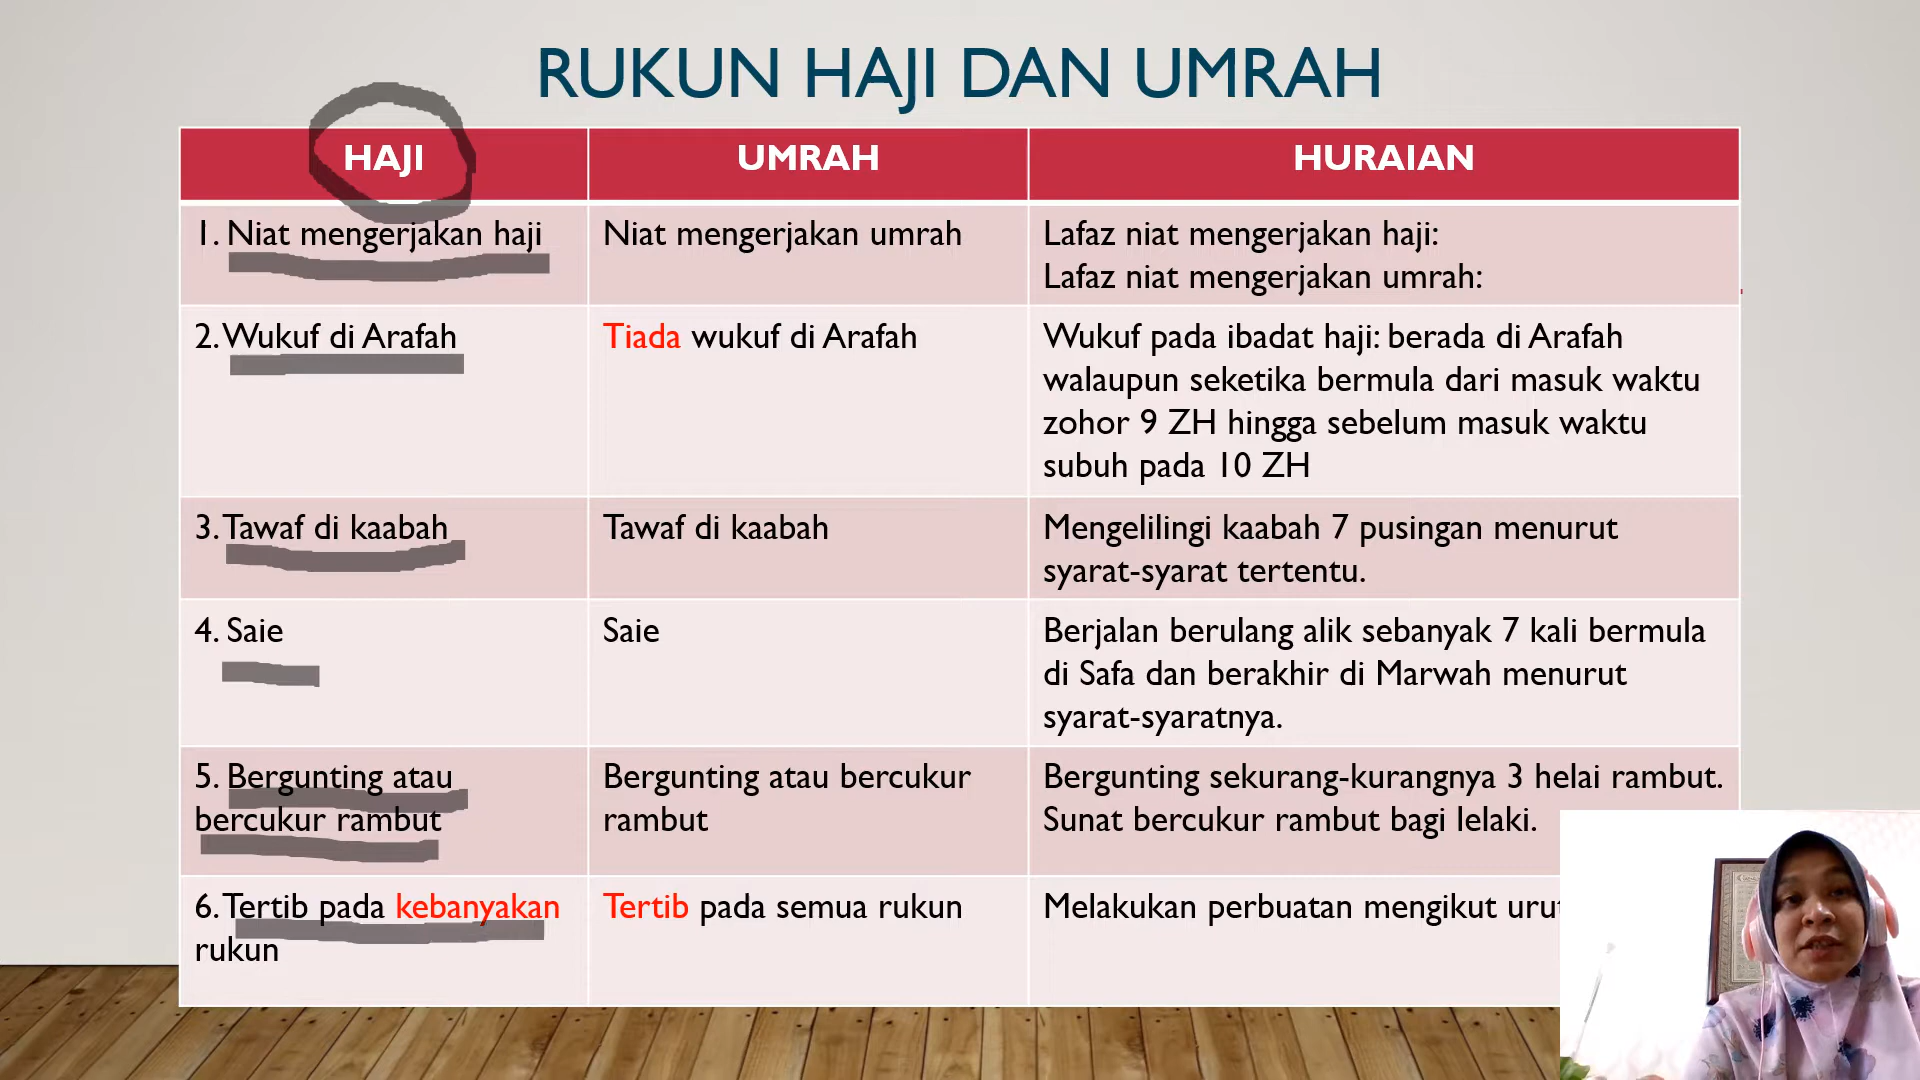 RUKUN HAJI DAN UMRAH
HAJI
UMRAH
HURAIAN
1. Niat mengerjakan haji
Niat mengerjakan umrah
Lafaz niat mengerjakan haji:
Lafaz niat mengerjakan umrah:
2. Wukuf di Arafah
Tiada wukuf di Arafah
Wukuf pada ibadat haji: berada di Arafah
walaupun seketika bermula dari masuk waktu
zohor 9 ZH hingga sebelum masuk waktu
subuh pada 10 ZH
3. Tawaf di kaabah
Tawaf di kaabah
Mengelilingi kaabah 7 pusingan menurut
syarat-syarat tertentu.
4. Saie
Saie
Berjalan berulang alik sebanyak 7 kali bermula
di Safa dan berakhir di Marwah menurut
syarat-syaratnya.
5. Bergunting atau
bercukur rambut
Bergunting atau bercukur
rambut
Bergunting sekurang-kurangnya 3 helai rambut.
Sunat bercukur rambut bagi lelaki.
6. Tertib pada kebanyakan
rukun
Tertib pada semua rukun
Melakukan perbuatan mengikut